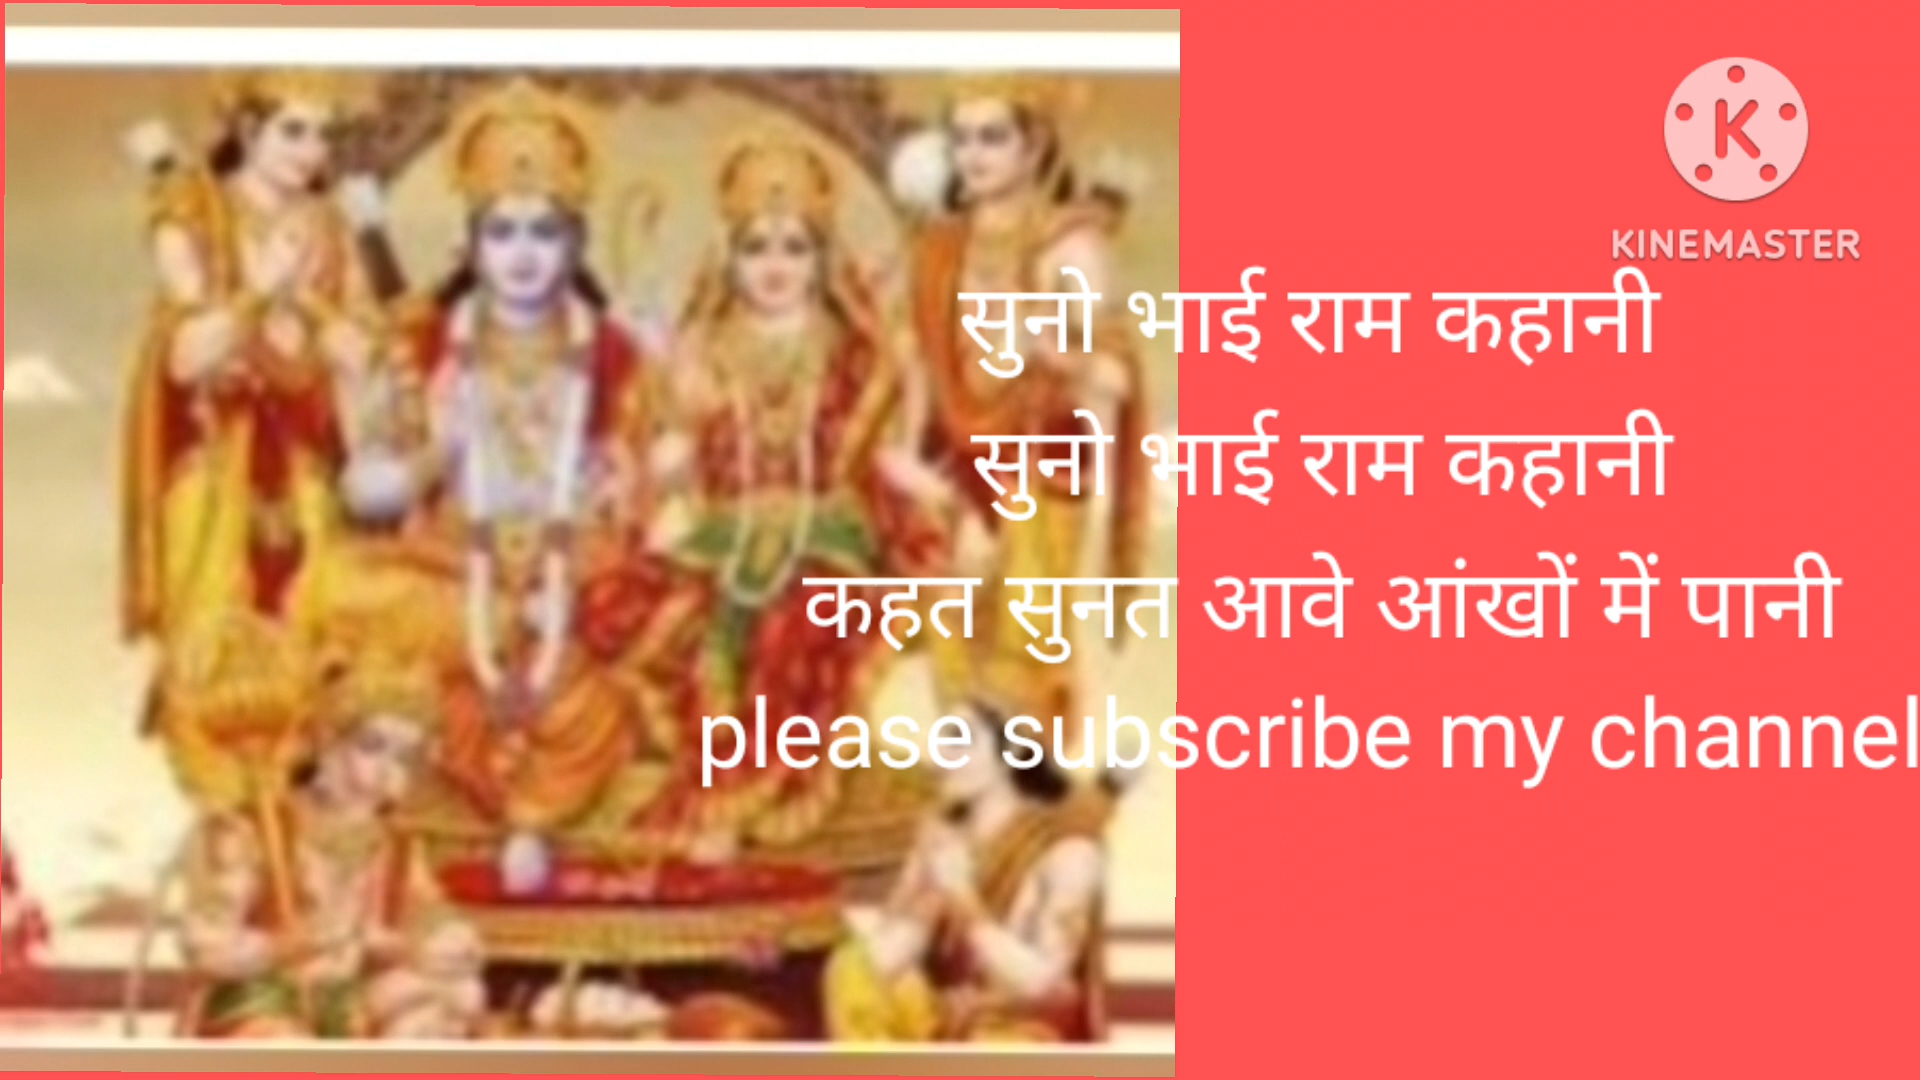 K
KINEMASTER
सुनो भाई राम कहानी
सुनो भाई राम कहानी
कहत सुनत आवे आंखों में पानी
please subscribe my channel